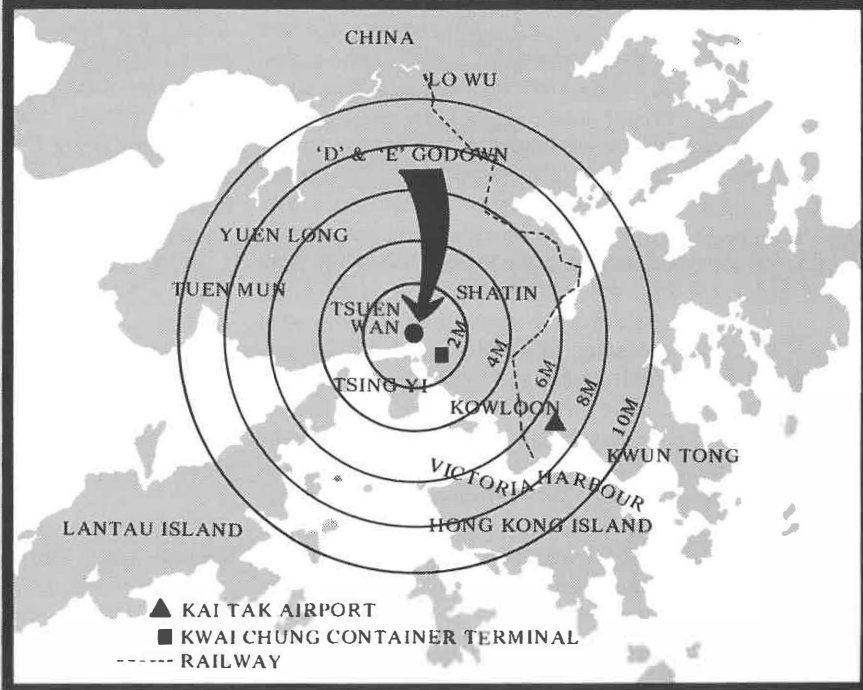 CHINA
LO WU
‘D’ & ‘E’ GODOWN
YUEN LONG
TUEN MUN
SHATIN
TSUEN
WAN
2M
4M
TSING YI
6M
8M
KOWLOON
10M
KWUN TONG
VICTORIA HARBOUR
LANTAU ISLAND
HONG KONG ISLAND
KAI TAK AIRPORT
KWAI CHUNG CONTAINER TERMINAL
RAILWAY